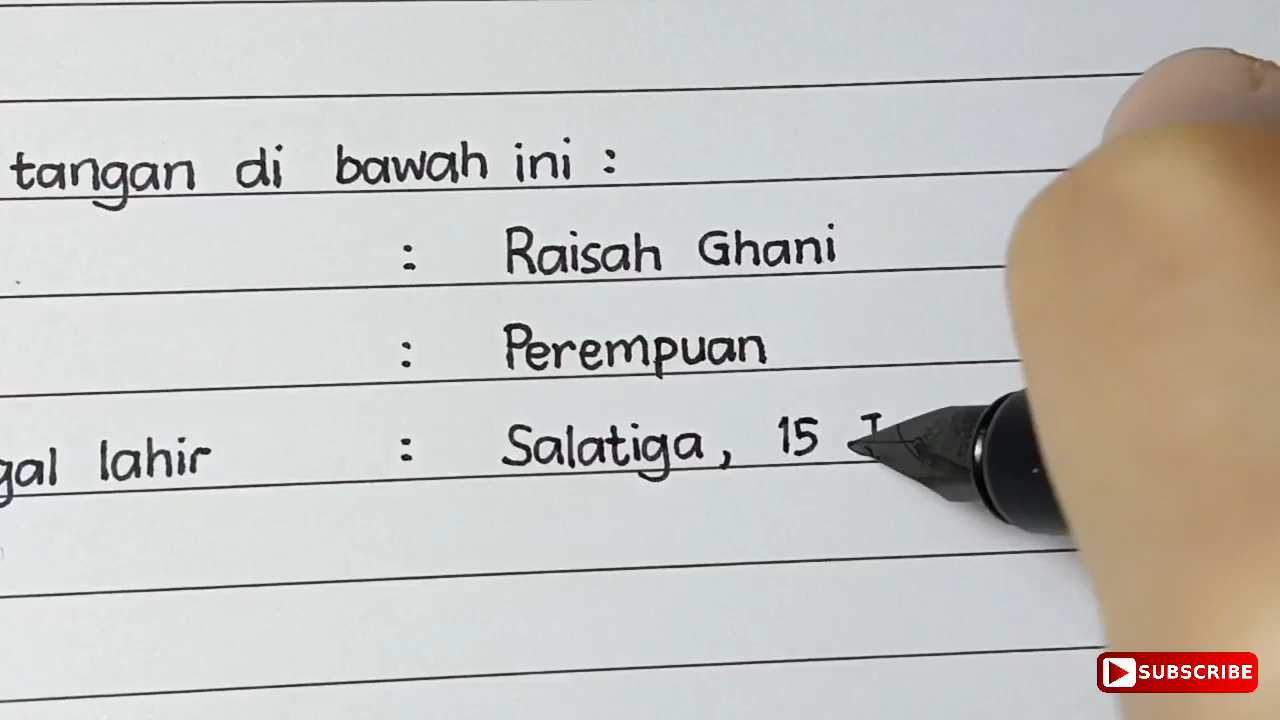 tangan di bawah ini :
: Raisah Ghani
: Perempuan
gal lahir : Salatiga, 15
SUBSCRIBE